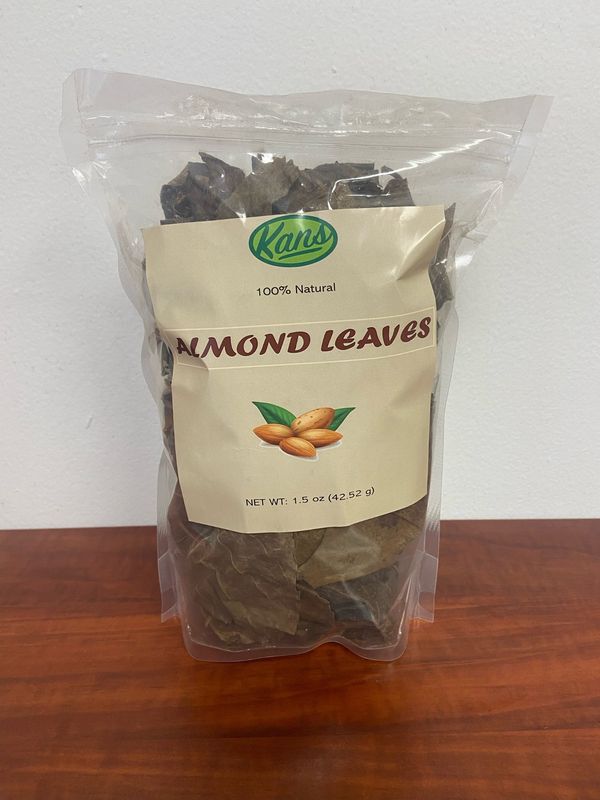 Kans
100% Natural
ALMOND LEAVES
NET WT: 1.5 oz (42.52 g)